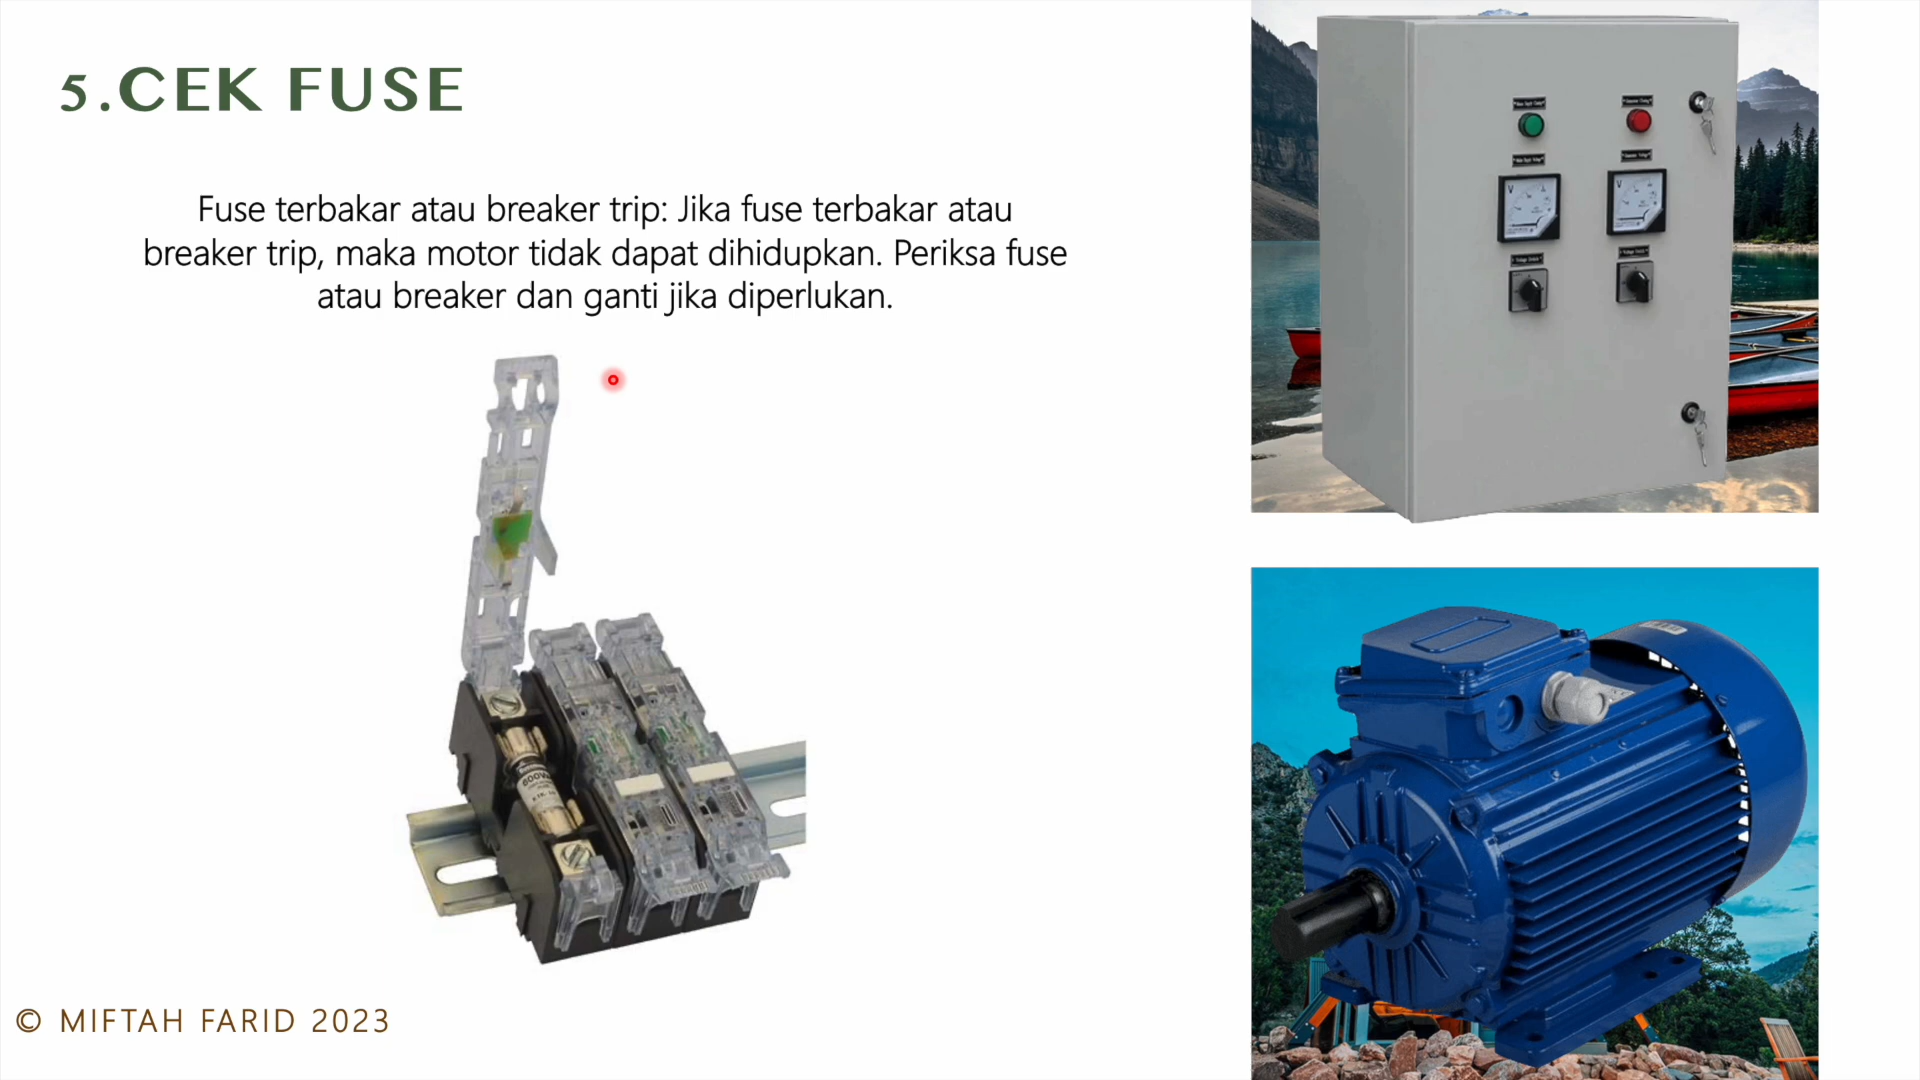 5.CEK FUSE
Fuse terbakar atau breaker trip: Jika fuse terbakar atau
breaker trip, maka motor tidak dapat dihidupkan. Periksa fuse
atau breaker dan ganti jika diperlukan.
V
V
600V
© MIFTAH FARID 2023